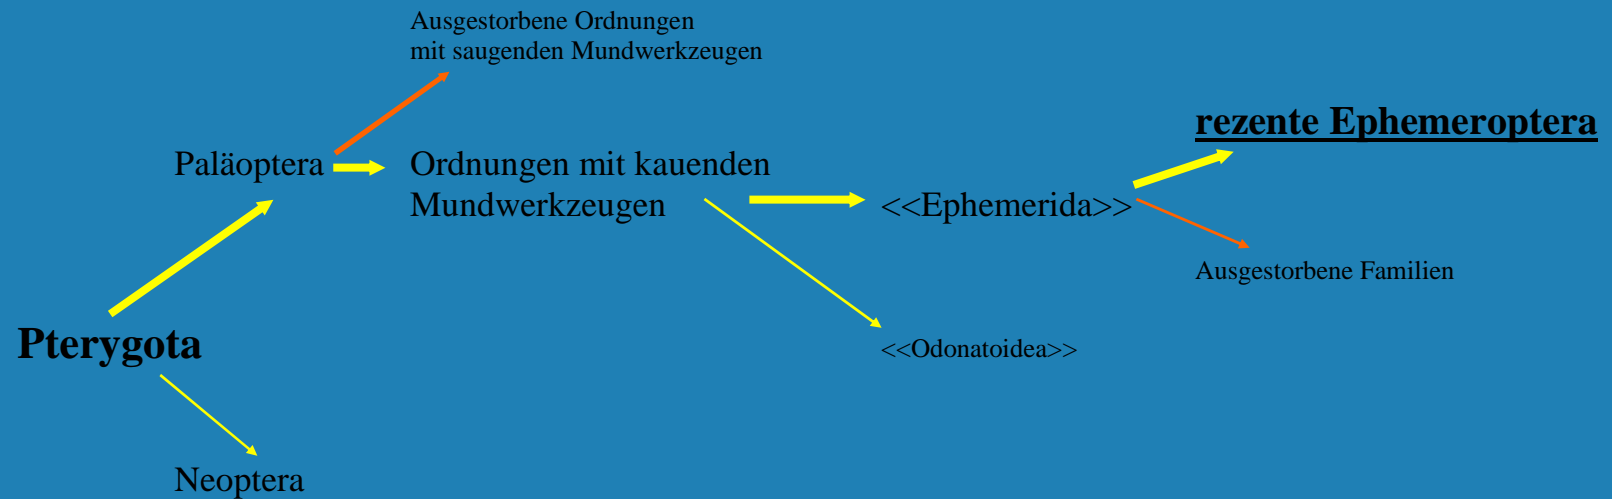 Ausgestorbene Ordnungen
mit saugenden Mundwerkzeugen
rezente Ephemeroptera
Paläoptera
Ordnungen mit kauenden
Mundwerkzeugen
<<Ephemerida>>
Ausgestorbene Familien
Pterygota
<<Odonatoidea>>
Neoptera